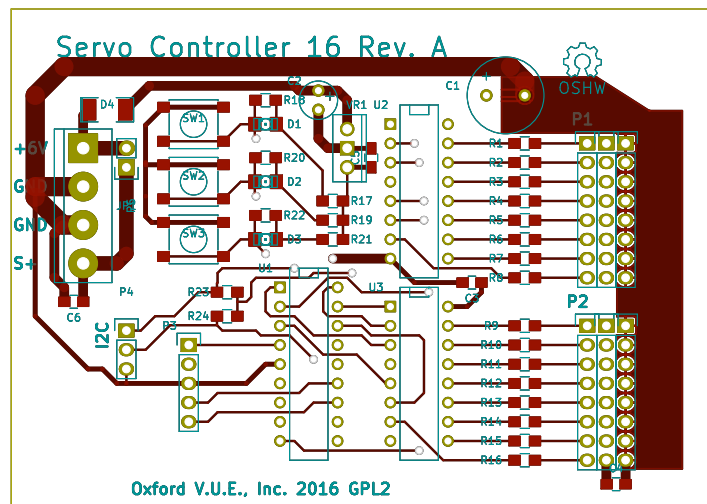 Servo Controller 16 Rev. A
OSHW
C1
C2
D4
R18
VR1
U2
SW1
D1
P1
+6V
R1
R20
R2
SW2
D2
R3
GND
R4
R17
R22
R5
R19
GND
SW3
D3
R21
R6
S+
R7
U1
R8
P4
R23
U3
C3
C6
R24
P2
I2C
P3
R9
R10
R11
R12
R13
R14
R15
R16
Oxford V.U.E., Inc. 2016 GPL2